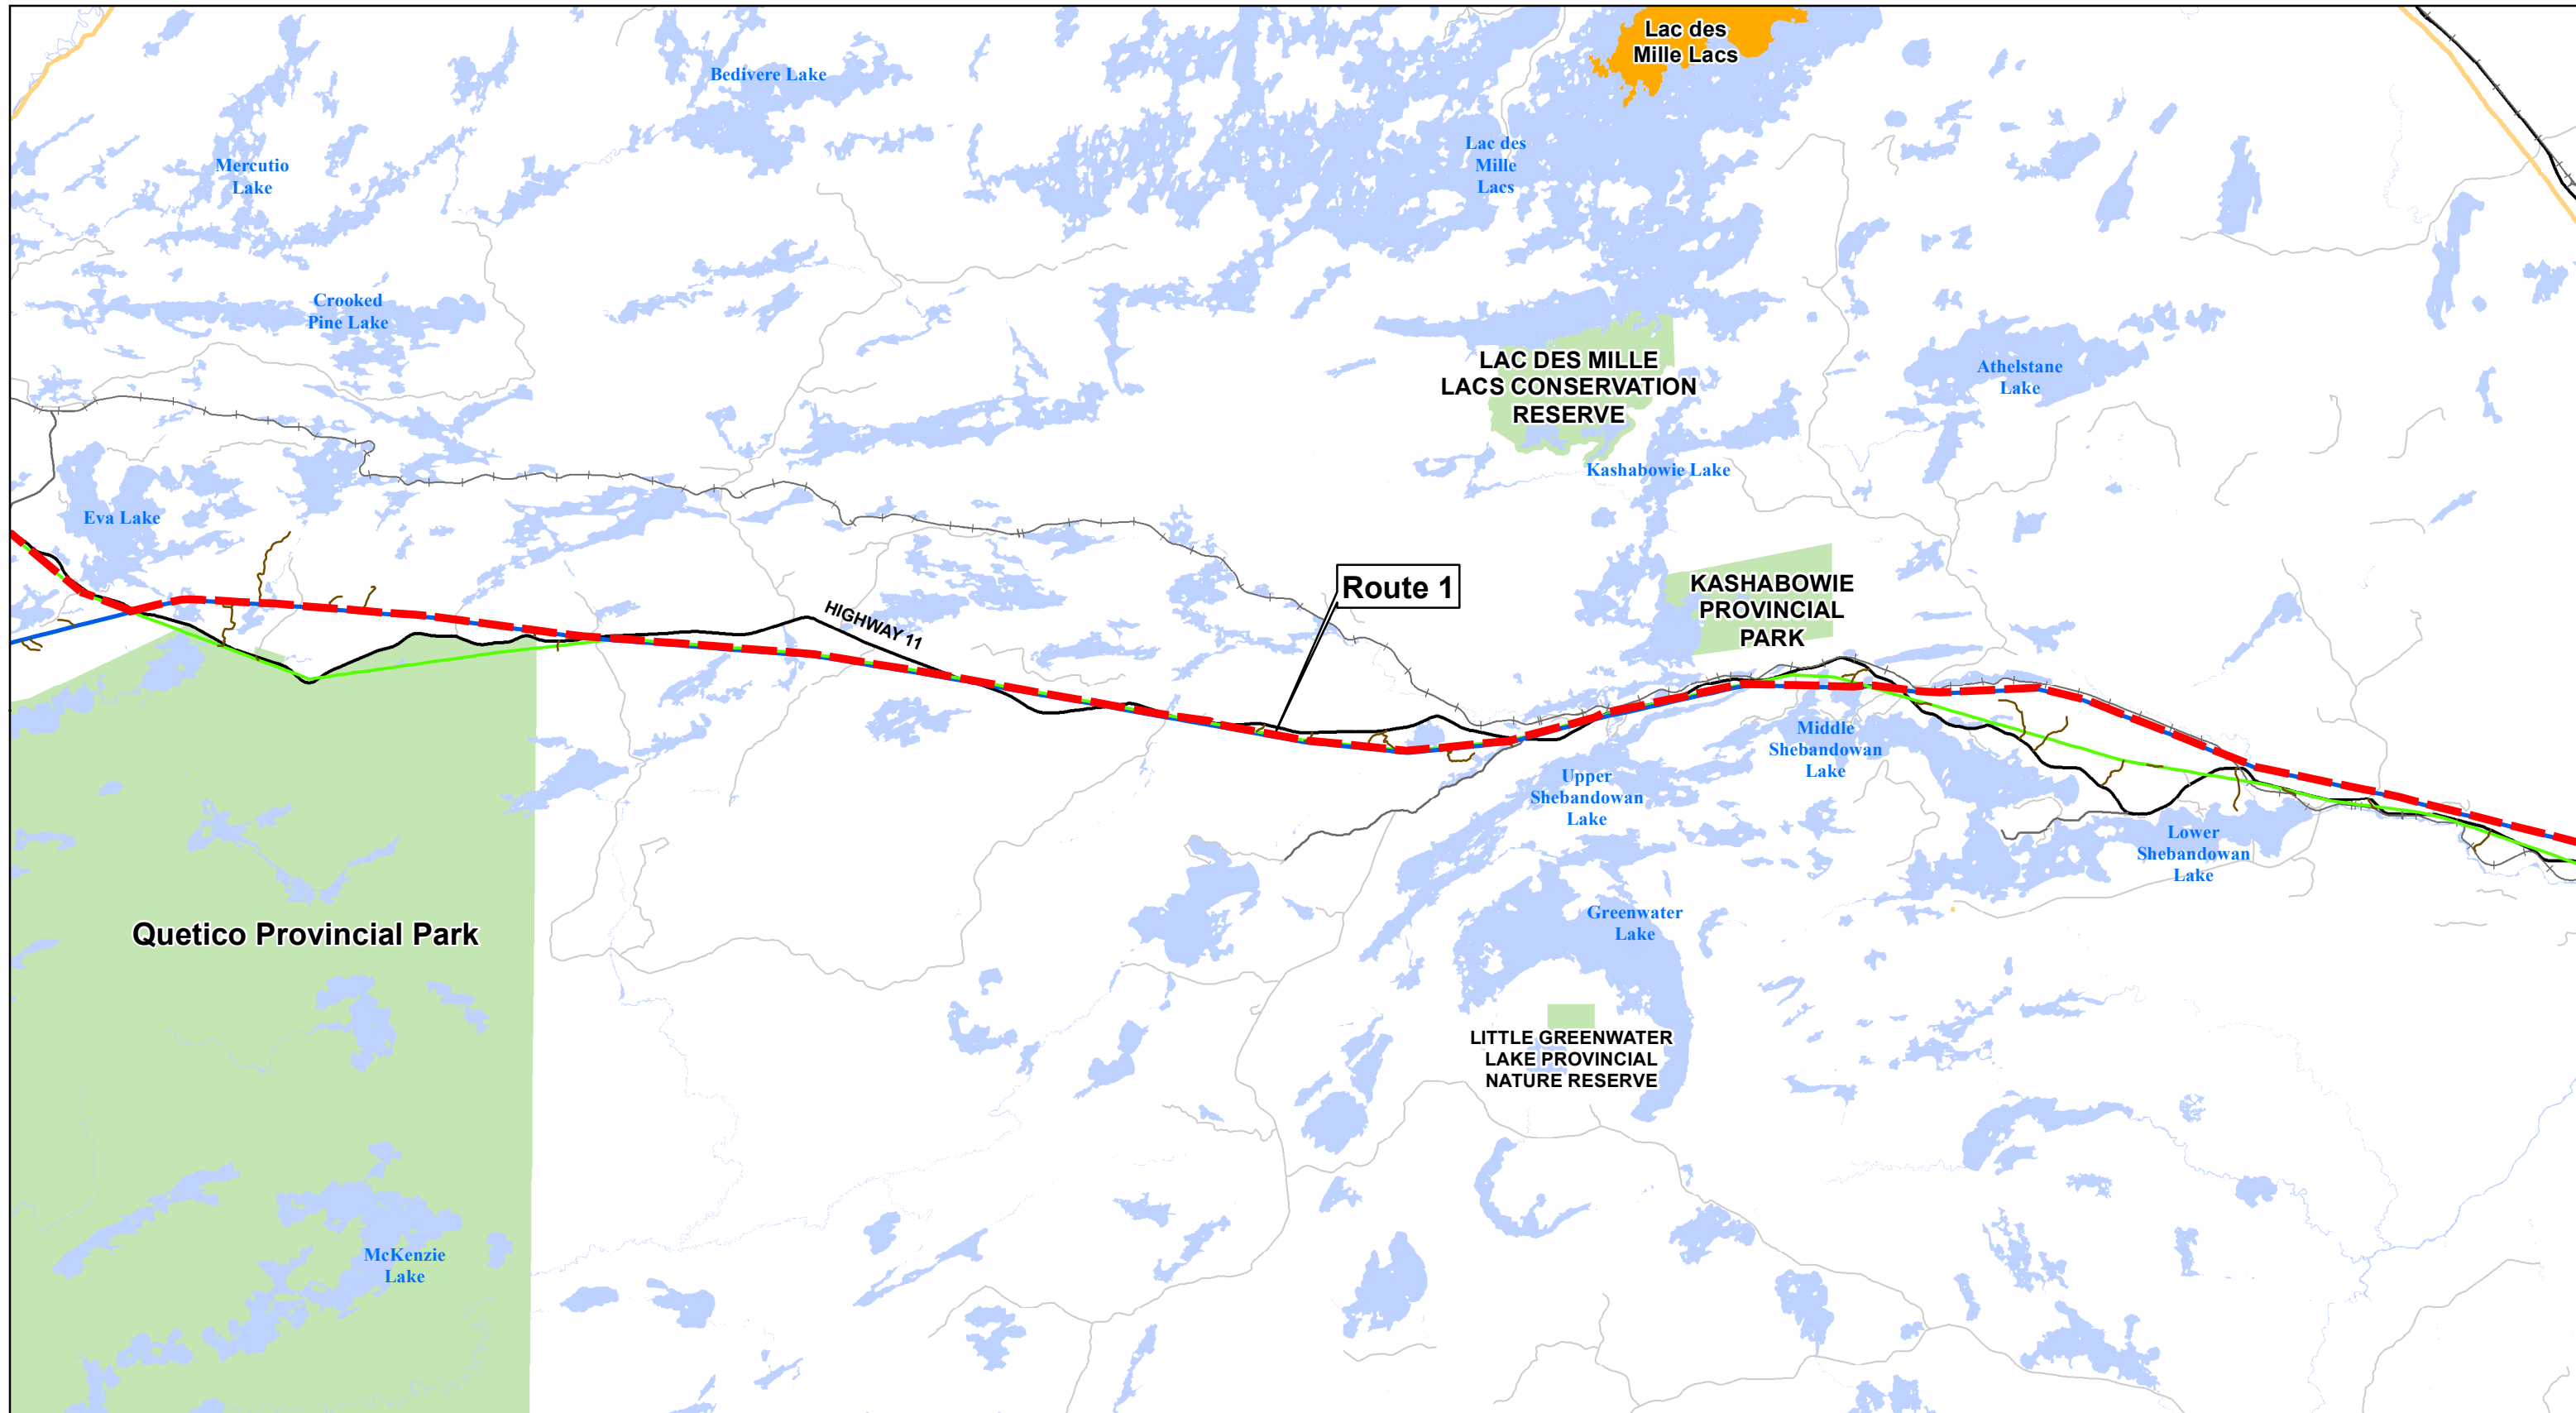 Lac des
Mille Lacs
Bedivere Lake
Mercutio
Lake
Lac des
Mille
Lacs
Crooked
Pine Lake
LAC DES MILLE
LACS CONSERVATION
RESERVE
Athelstane
Lake
Kashabowie Lake
Eva Lake
Route 1
KASHABOWIE
PROVINCIAL
PARK
HIGHWAY 11
Middle
Shebandowan
Lake
Upper
Shebandowan
Lake
Lower
Shebandowan
Lake
Quetico Provincial Park
Greenwater
Lake
LITTLE GREENWATER
LAKE PROVINCIAL
NATURE RESERVE
McKenzie
Lake